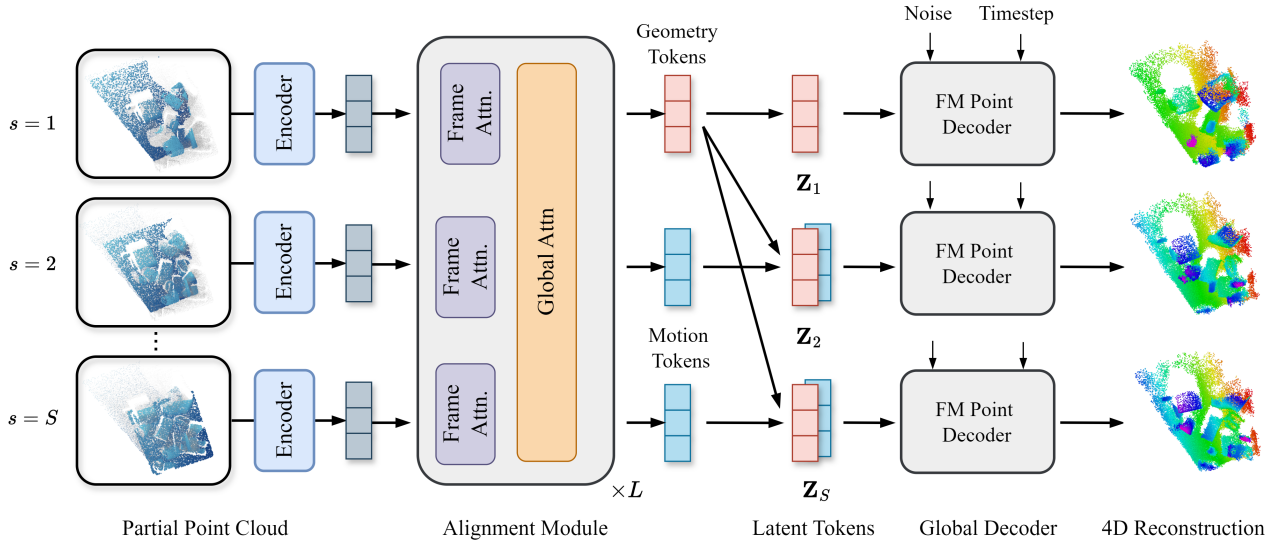 Noise Timestep
Geometry
Tokens
s = 1
Encoder
Frame
Attn.
Global Attn
FM Point
Decoder
Z₁
s = 2
Encoder
Frame
Attn.
FM Point
Decoder
Z₂
Motion
Tokens
s = S
Encoder
Frame
Attn.
FM Point
Decoder
×L
Z_S
Partial Point Cloud
Alignment Module
Latent Tokens
Global Decoder
4D Reconstruction